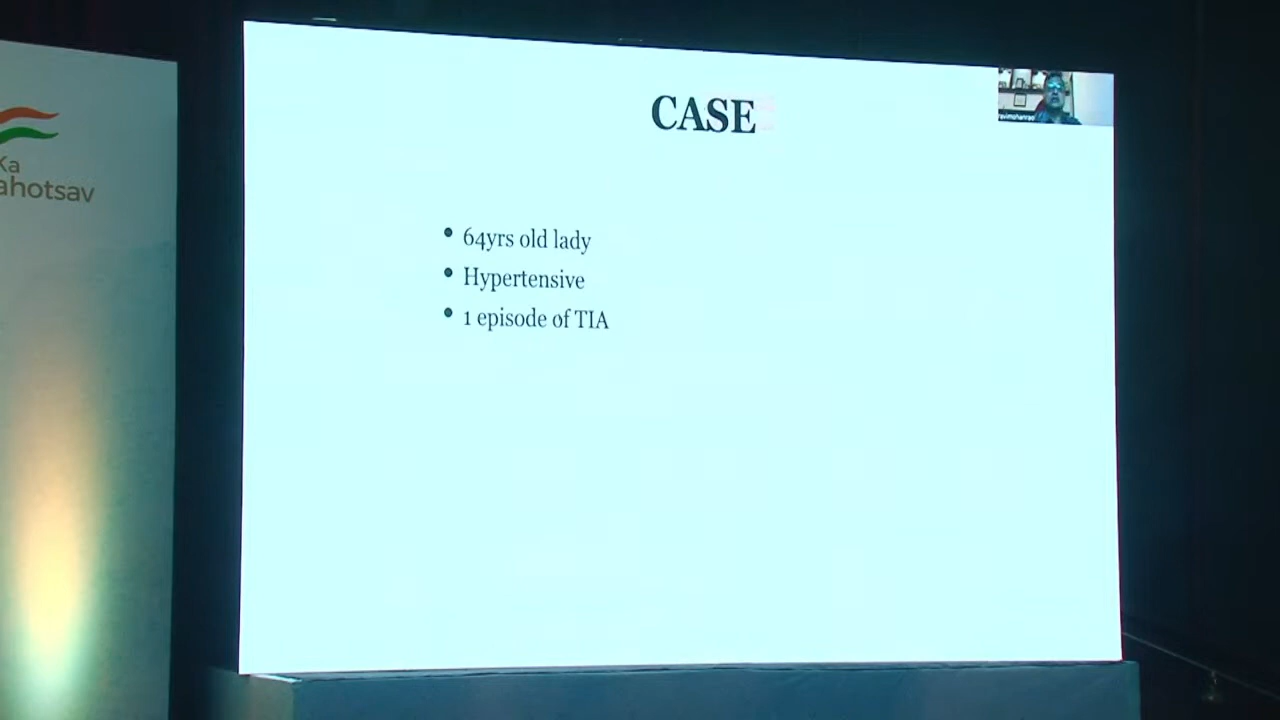 Ka
ahotsav
CASE
64yrs old lady
Hypertensive
1 episode of TIA